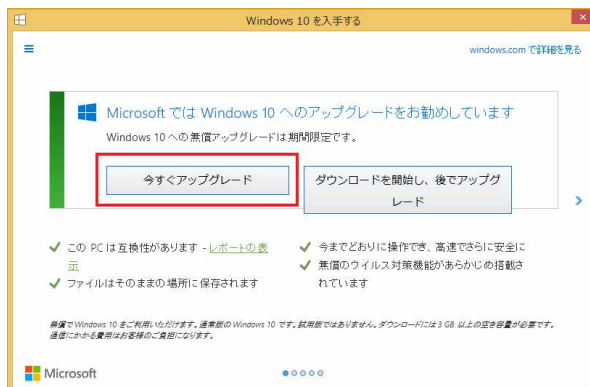 Windows 10 を入手する
windows.com で詳細を見る
Microsoft では Windows 10 へのアップグレードをお勧めしています
Windows 10 への無償アップグレードは期間限定です。
今すぐアップグレード
ダウンロードを開始し、後でアップグ
レード
この PC は互換性があります - レポートの表
示
ファイルはそのままの場所に保存されます
今までどおりに操作でき、高速でさらに安全に
無償のウイルス対策機能があらかじめ搭載さ
れています
無償で Windows 10 をご利用いただけます。通常版の Windows 10 です。試用版ではありません。ダウンロードには 3 GB 以上の空き容量が必要です。
通信にかかる費用はお客様のご負担になります。
Microsoft